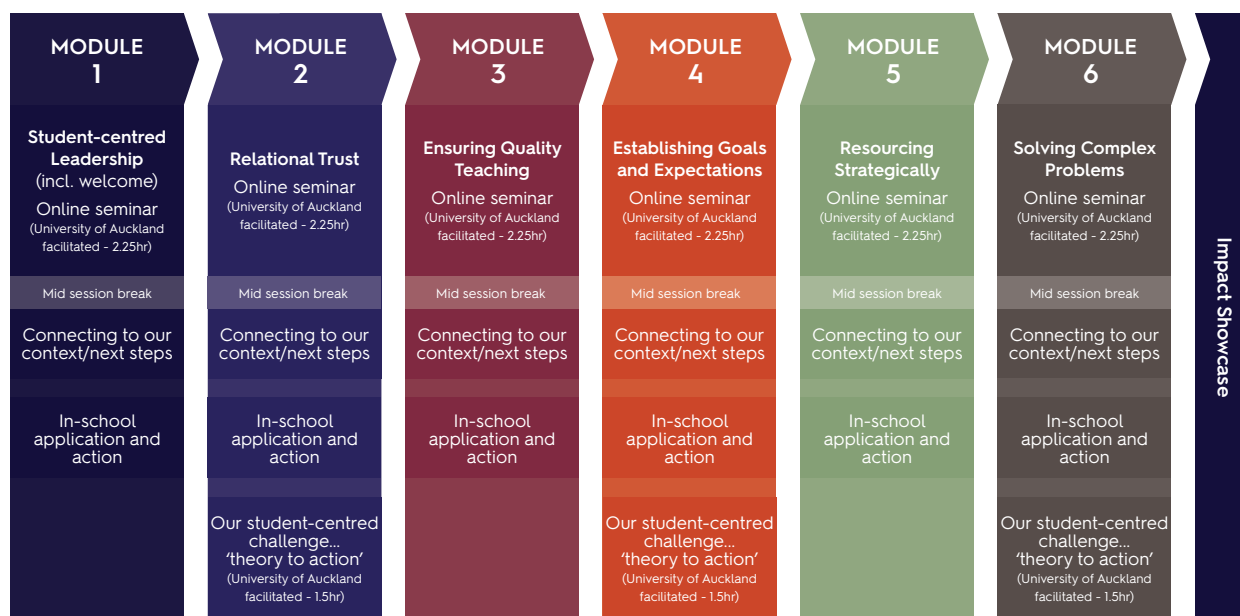 MODULE
1
Student-centred
Leadership
(incl. welcome)
Online seminar
(University of Auckland
facilitated - 2.25hr)
Mid session break
Connecting to our
context/next steps
In-school
application and
action
MODULE
2
Relational Trust
Online seminar
(University of Auckland
facilitated - 2.25hr)
Mid session break
Connecting to our
context/next steps
In-school
application and
action
Our student-centred
challenge...
‘theory to action’
(University of Auckland
facilitated - 1.5hr)
MODULE
3
Ensuring Quality
Teaching
Online seminar
(University of Auckland
facilitated - 2.25hr)
Mid session break
Connecting to our
context/next steps
In-school
application and
action
MODULE
4
Establishing Goals
and Expectations
Online seminar
(University of Auckland
facilitated - 2.25hr)
Mid session break
Connecting to our
context/next steps
In-school
application and
action
Our student-centred
challenge...
‘theory to action’
(University of Auckland
facilitated - 1.5hr)
MODULE
5
Resourcing
Strategically
Online seminar
(University of Auckland
facilitated - 2.25hr)
Mid session break
Connecting to our
context/next steps
In-school
application and
action
MODULE
6
Solving Complex
Problems
Online seminar
(University of Auckland
facilitated - 2.25hr)
Mid session break
Connecting to our
context/next steps
In-school
application and
action
Our student-centred
challenge...
‘theory to action’
(University of Auckland
facilitated - 1.5hr)
Impact Showcase